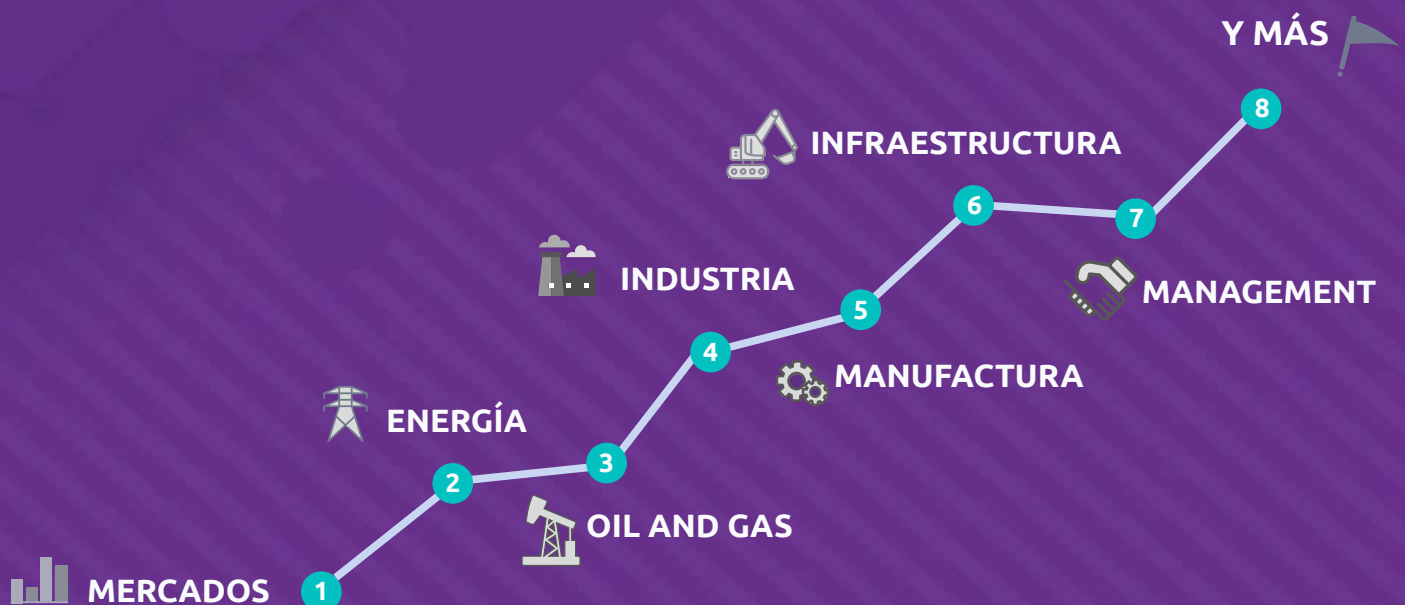 Y MÁS
8
INFRAESTRUCTURA
6
7
INDUSTRIA
MANAGEMENT
5
4
MANUFACTURA
ENERGÍA
3
2
OIL AND GAS
MERCADOS
1